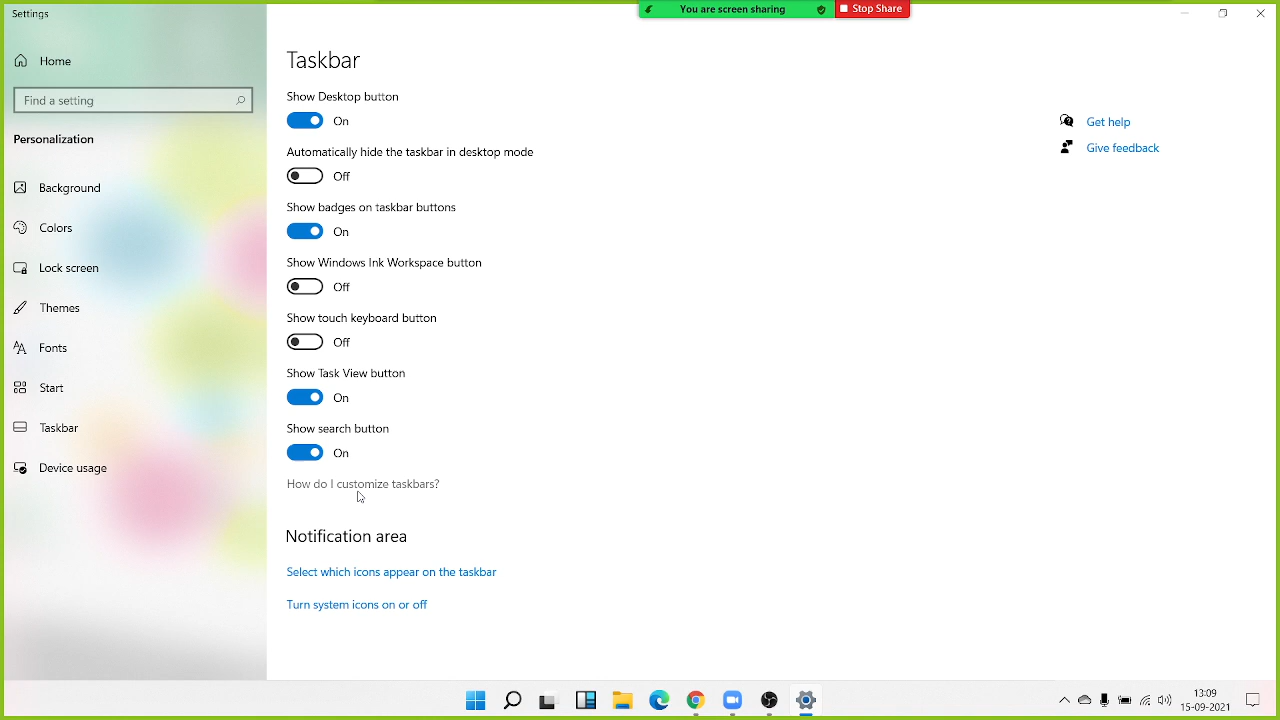 Settings
You are screen sharing
Stop Share
Home
Find a setting
Personalization
Background
Colors
Lock screen
Themes
Fonts
Start
Taskbar
Device usage
Taskbar
Show Desktop button
On
Automatically hide the taskbar in desktop mode
Off
Show badges on taskbar buttons
On
Show Windows Ink Workspace button
Off
Show touch keyboard button
Off
Show Task View button
On
Show search button
On
How do I customize taskbars?
Notification area
Select which icons appear on the taskbar
Turn system icons on or off
Get help
Give feedback
13:09
15-09-2021